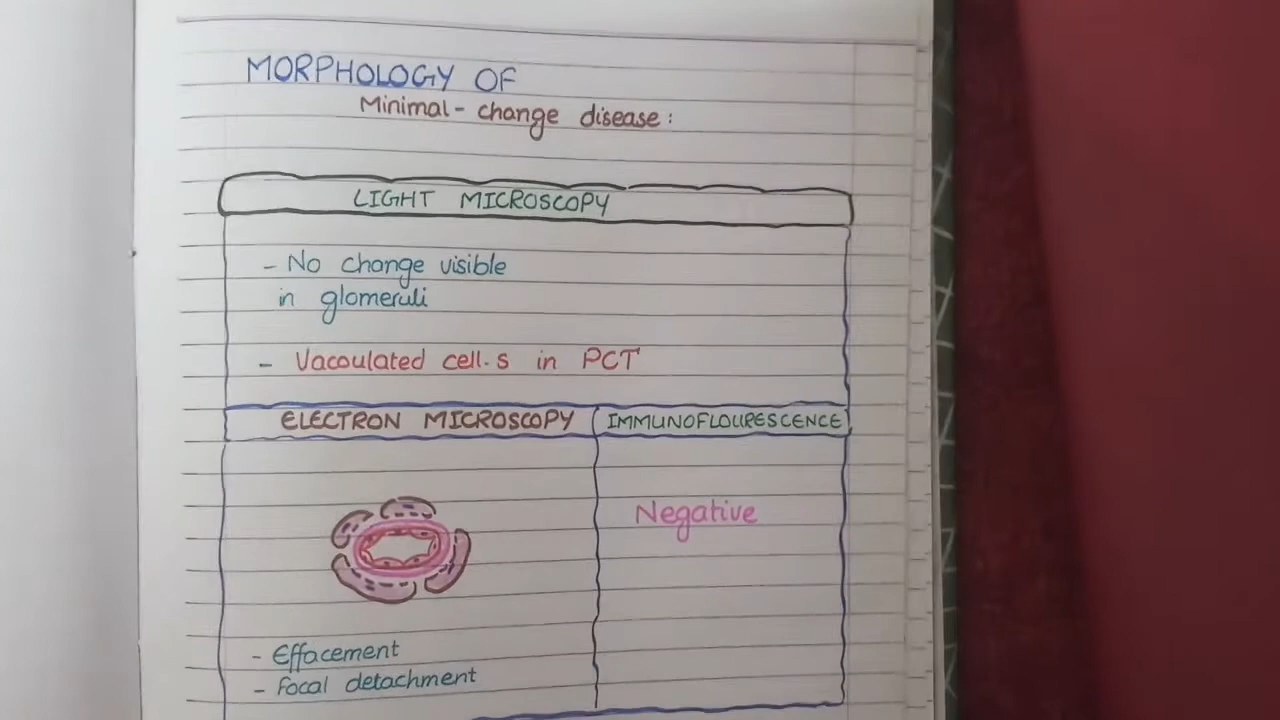 MORPHOLOGY OF
Minimal-change disease:
LIGHT MICROSCOPY
- No change visible
in glomeruli
- Vacoulated cell.s in PCT
ELECTRON MICROSCOPY
IMMUNOFLOURESCENCE
Negative
- Effacement
- Focal detachment